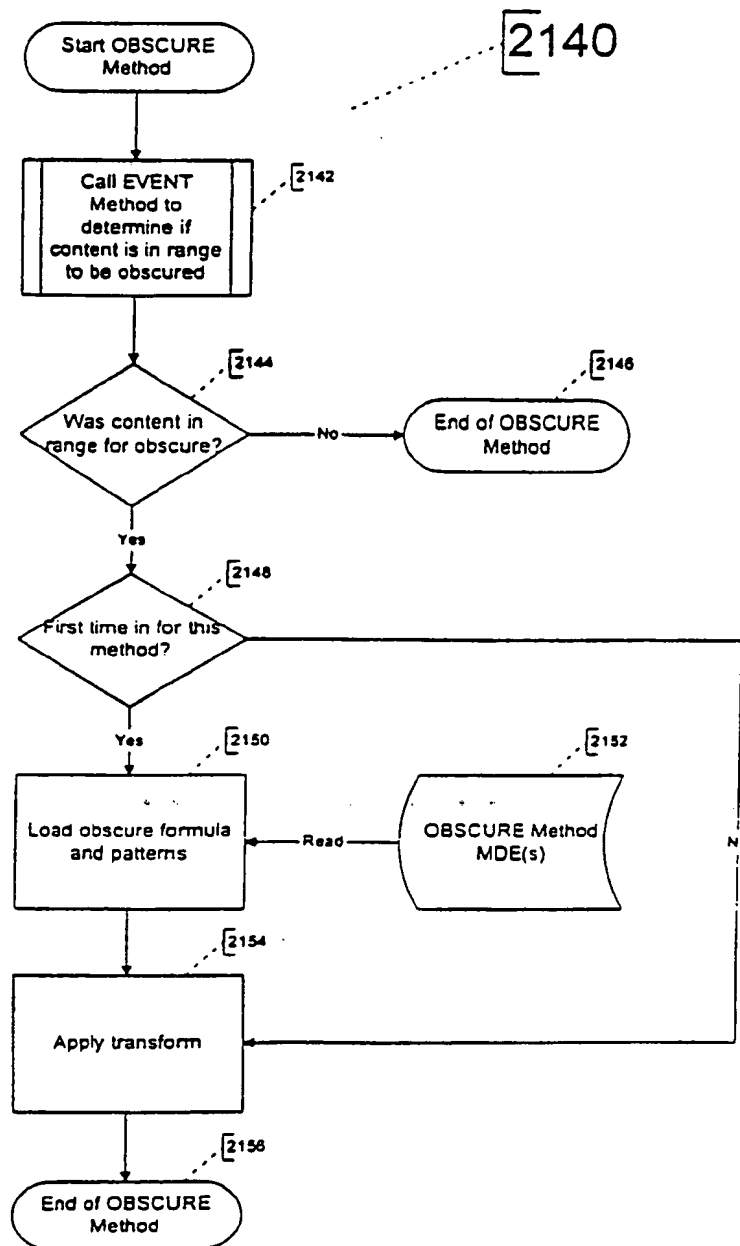 Start OBSCURE
Method
2140
Call EVENT
Method to
determine if
content is in range
to be obscured
2142
2144
Was content in
range for obscure?
No
2146
End of OBSCURE
Method
Yes
2148
First time in for this
method?
Yes
2150
Load obscure formula
and patterns
Read
2152
OBSCURE Method
MDE(s)
N
2154
Apply transform
2156
End of OBSCURE
Method